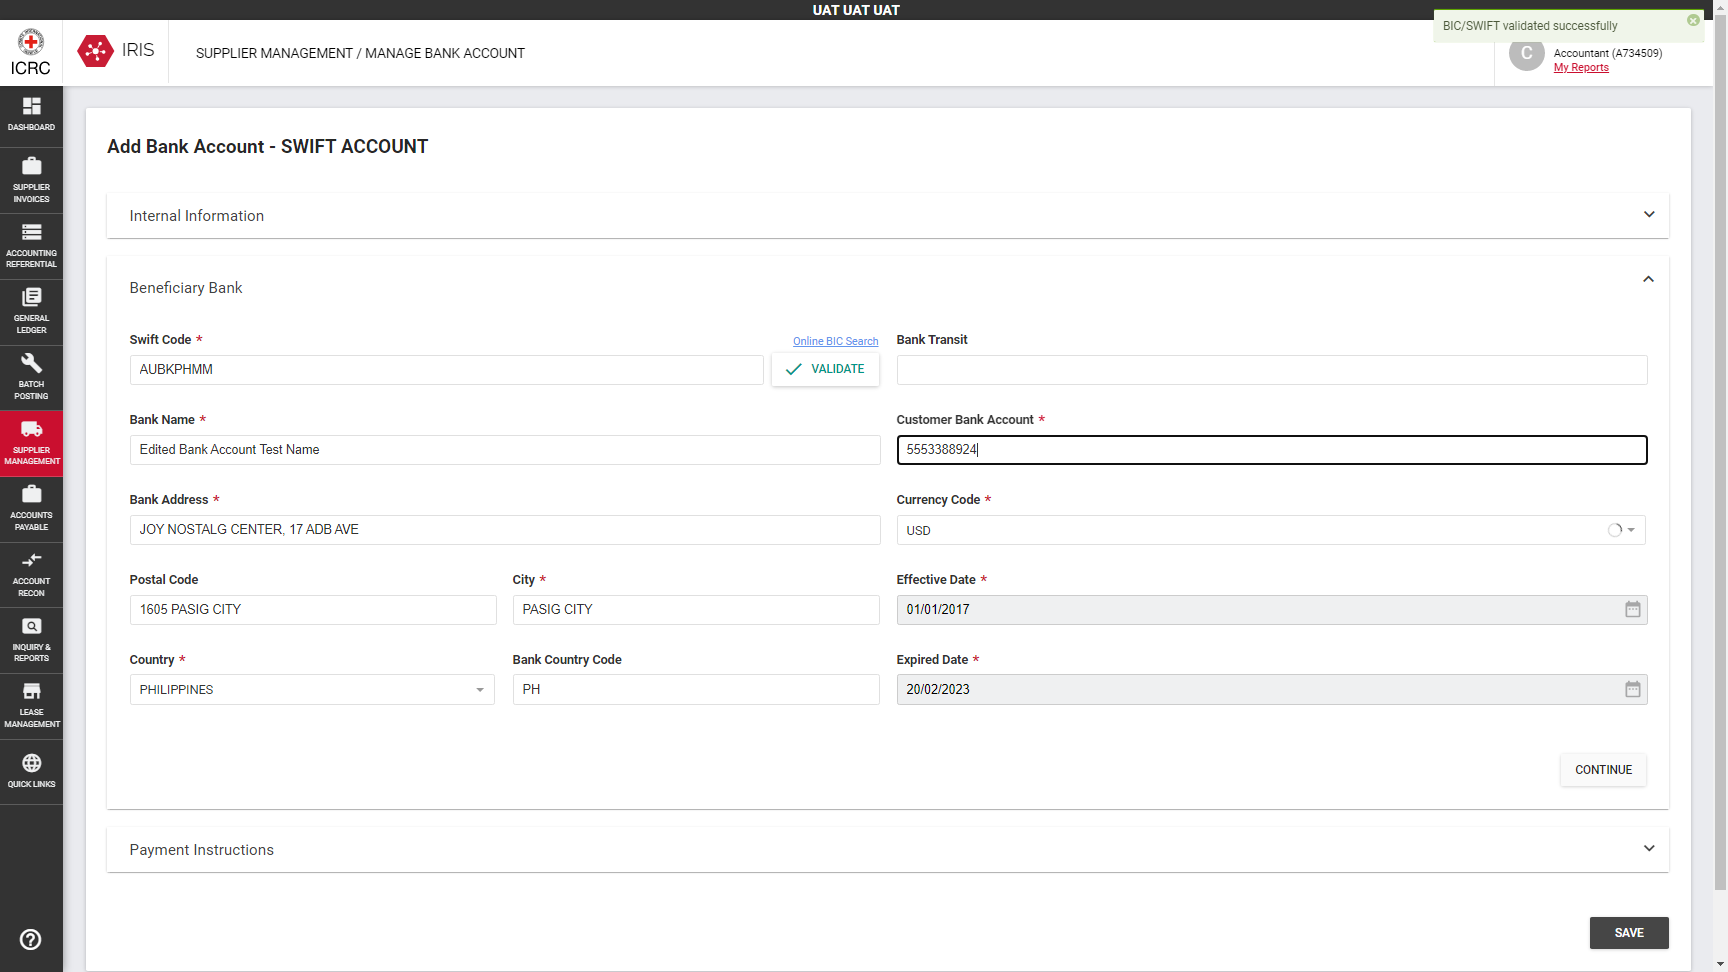 UAT UAT UAT
BIC/SWIFT validated successfully
ICRC
IRIS
SUPPLIER MANAGEMENT / MANAGE BANK ACCOUNT
C
Accountant (A734509)
My Reports
DASHBOARD
SUPPLIER
INVOICES
ACCOUNTING
REFERENTIAL
GENERAL
LEDGER
BATCH
POSTING
SUPPLIER
MANAGEMENT
ACCOUNTS
PAYABLE
ACCOUNT
RECON
INQUIRY &
REPORTS
LEASE
MANAGEMENT
QUICK LINKS
Add Bank Account - SWIFT ACCOUNT
Internal Information
Beneficiary Bank
Swift Code *
Online BIC Search
Bank Transit
AUBKPHMM
VALIDATE
Bank Name *
Customer Bank Account *
Edited Bank Account Test Name
5553388924
Bank Address *
Currency Code *
JOY NOSTALG CENTER, 17 ADB AVE
USD
Postal Code
City *
Effective Date *
1605 PASIG CITY
PASIG CITY
01/01/2017
Country *
Bank Country Code
Expired Date *
PHILIPPINES
PH
20/02/2023
CONTINUE
Payment Instructions
SAVE